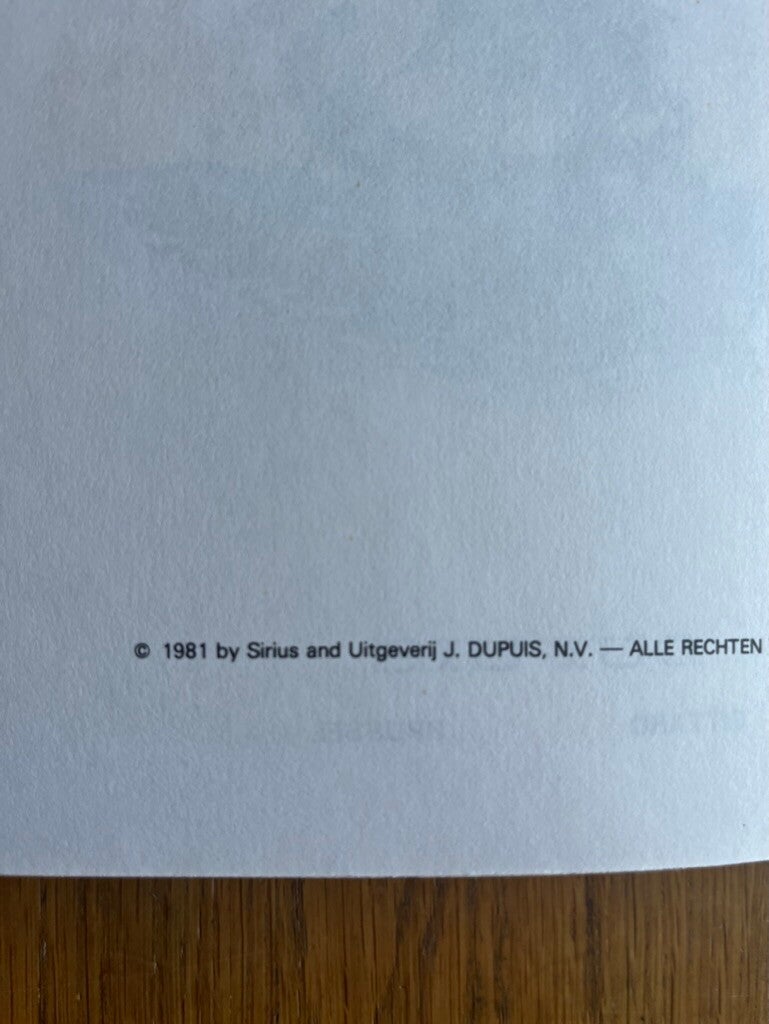 © 1981 by Sirius and Uitgeverij J. DUPUIS, N.V. — ALLE RECHTEN